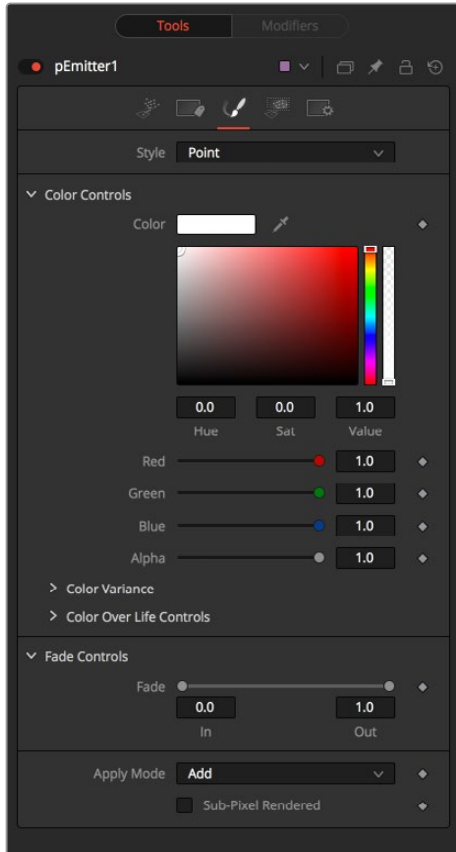 Tools Modifiers
pEmitter1
Style Point
Color Controls
Color
0.0 0.0 1.0
Hue Sat Value
Red 1.0
Green 1.0
Blue 1.0
Alpha 1.0
Color Variance
Color Over Life Controls
Fade Controls
Fade
0.0 1.0
In Out
Apply Mode Add
Sub-Pixel Rendered